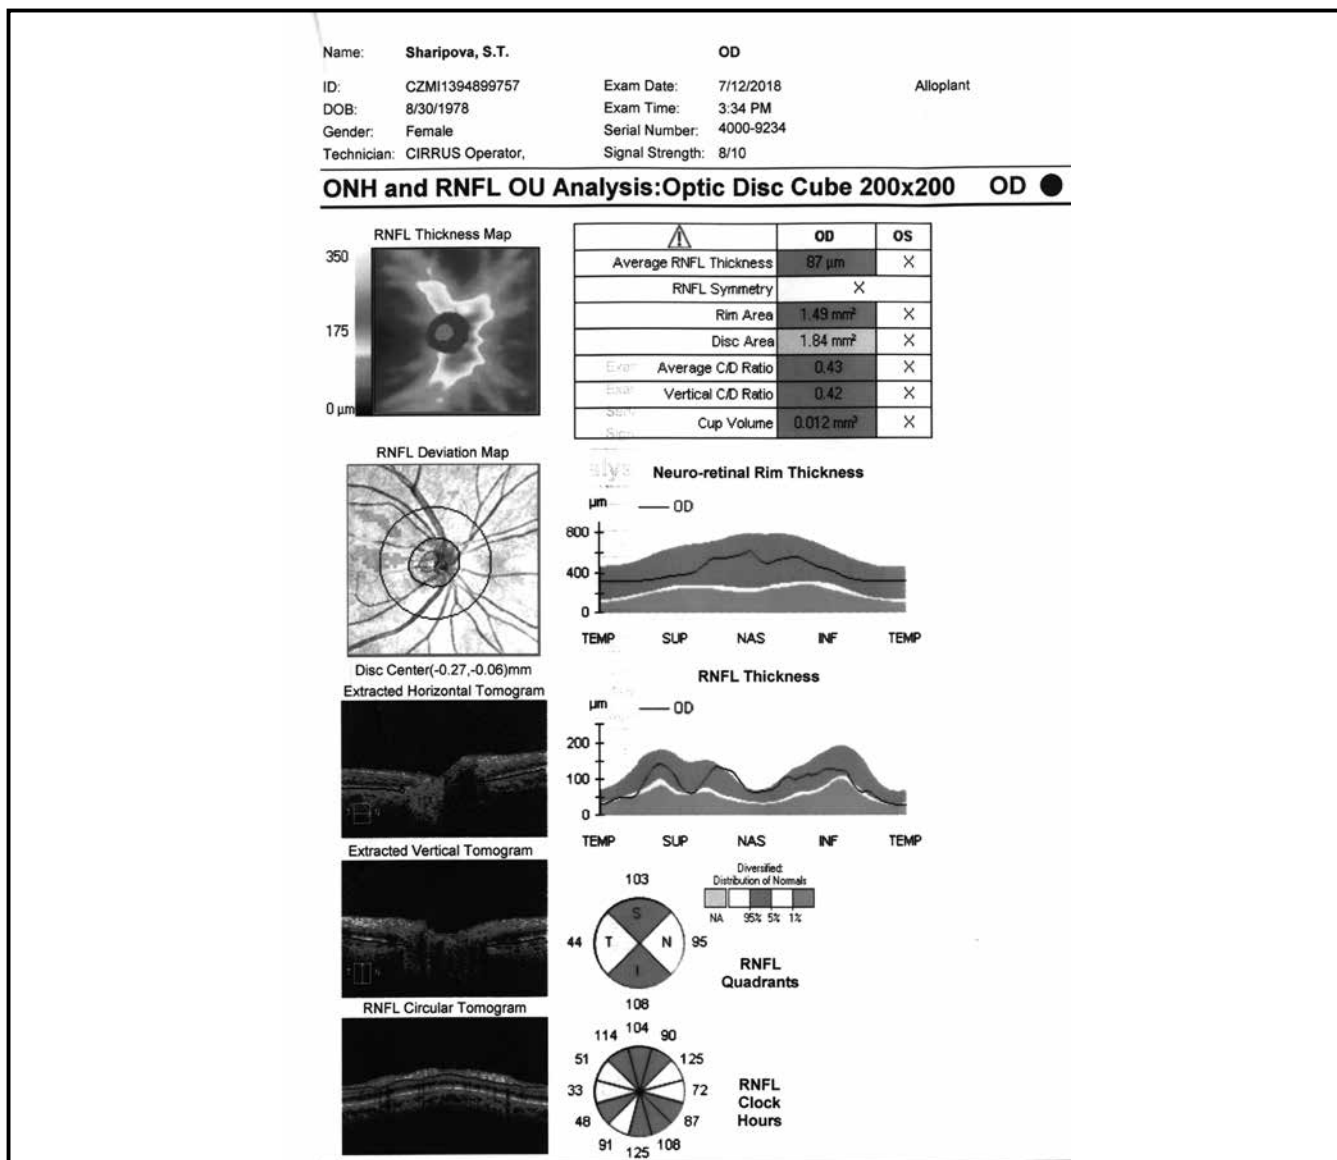 Name: Sharipova, S.T. OD
ID: CZMI1394899757 Exam Date: 7/12/2018 Alloplant
DOB: 8/30/1978 Exam Time: 3:34 PM
Gender: Female Serial Number: 4000-9234
Technician: CIRRUS Operator, Signal Strength: 8/10
ONH and RNFL OU Analysis:Optic Disc Cube 200x200 OD
RNFL Thickness Map
350
175
0 µm
OD OS
Average RNFL Thickness 87 µm X
RNFL Symmetry X
Rim Area 1.49 mm² X
Disc Area 1.84 mm² X
Average C/D Ratio 0.43 X
Vertical C/D Ratio 0.42 X
Cup Volume 0.012 mm³ X
RNFL Deviation Map
Disc Center(-0.27,-0.06)mm
Neuro-retinal Rim Thickness
µm OD
800
400
0
TEMP SUP NAS INF TEMP
RNFL Thickness
µm OD
200
100
0
TEMP SUP NAS INF TEMP
Extracted Horizontal Tomogram
Extracted Vertical Tomogram
RNFL Circular Tomogram
Diversified:
Distribution of Normals
NA 95% 5% 1%
103
S
44 T N 95
I
108
RNFL
Quadrants
114 104 90
51 125
33 72
48 87
91 125 108
RNFL
Clock
Hours